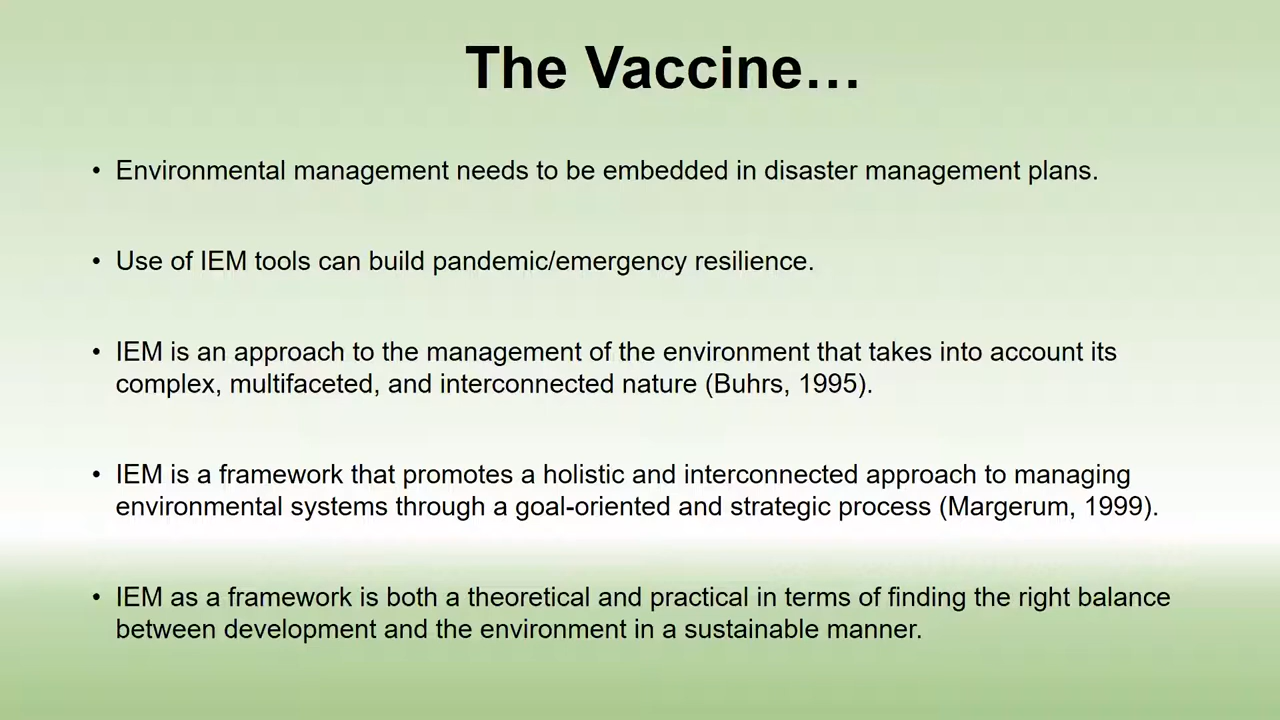 The Vaccine…
• Environmental management needs to be embedded in disaster management plans.
• Use of IEM tools can build pandemic/emergency resilience.
• IEM is an approach to the management of the environment that takes into account its
complex, multifaceted, and interconnected nature (Buhrs, 1995).
• IEM is a framework that promotes a holistic and interconnected approach to managing
environmental systems through a goal-oriented and strategic process (Margerum, 1999).
• IEM as a framework is both a theoretical and practical in terms of finding the right balance
between development and the environment in a sustainable manner.